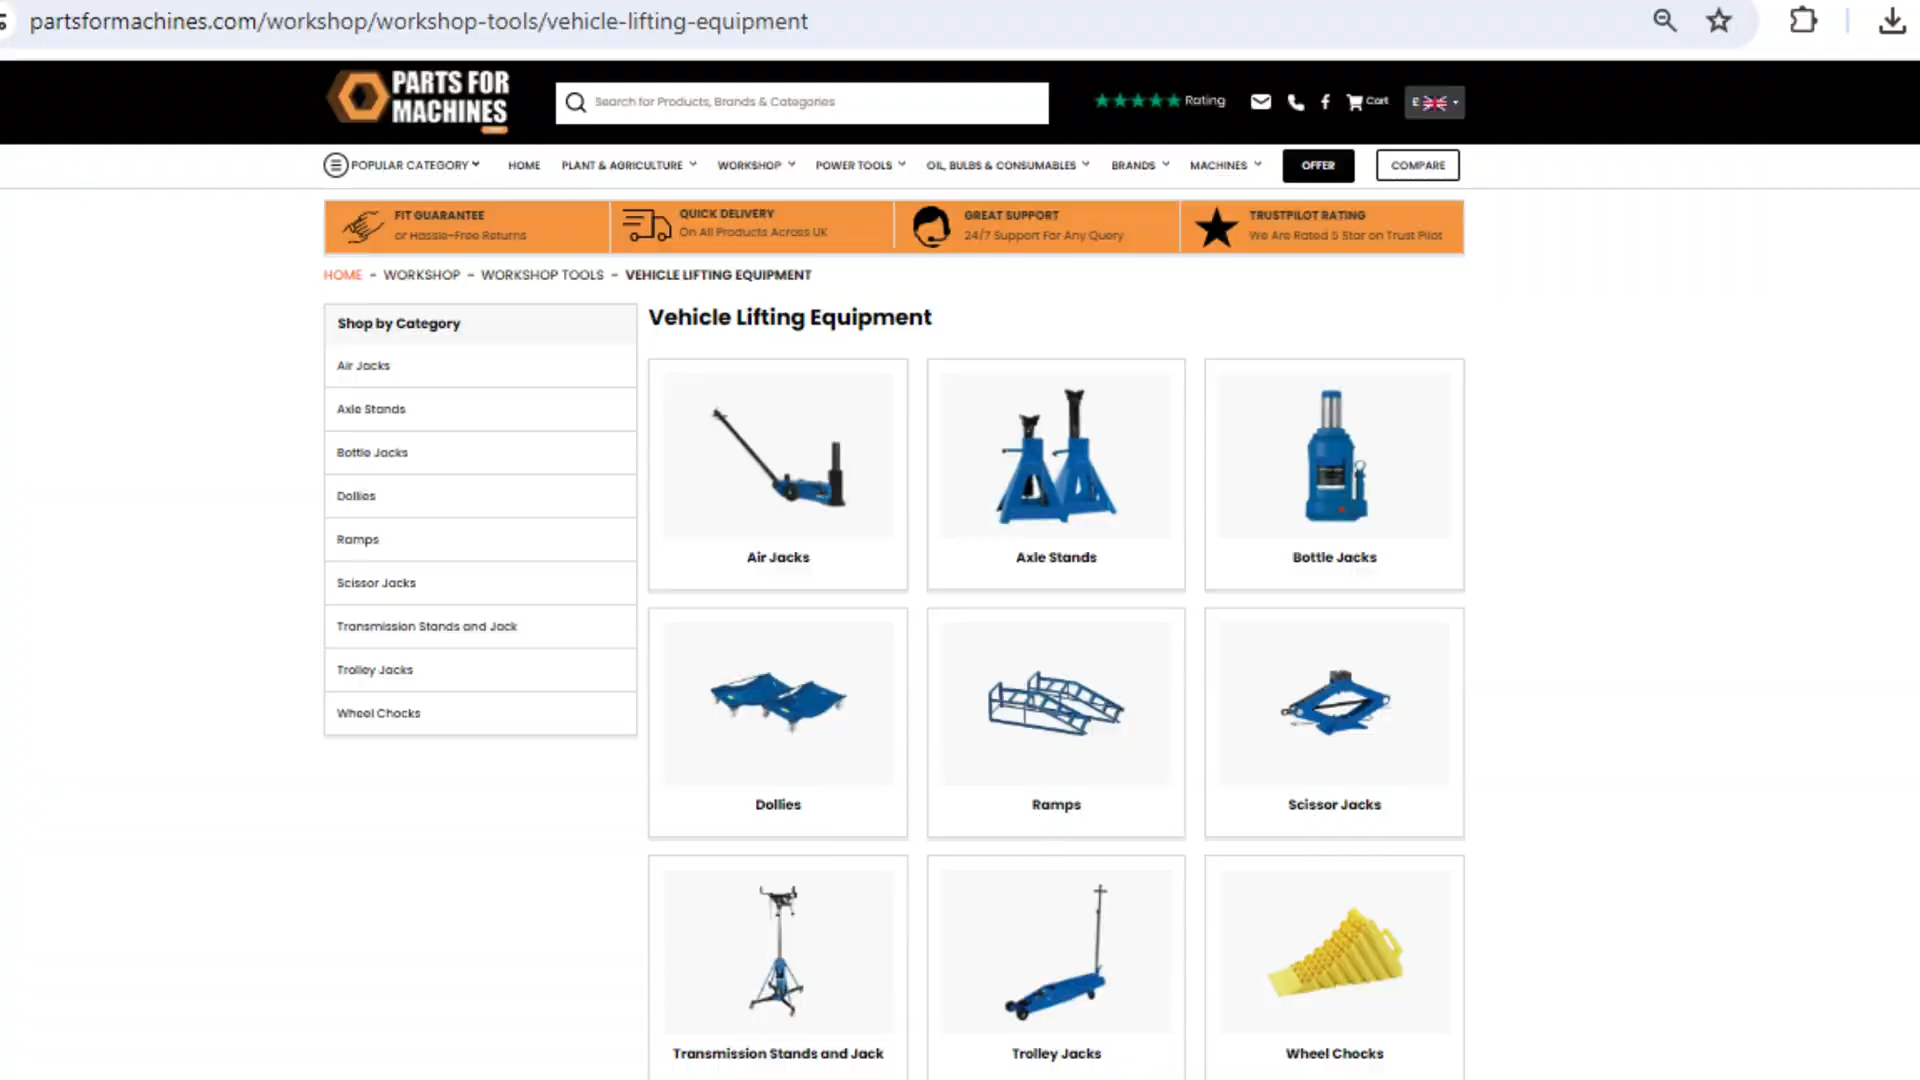 partsformachines.com/workshop/workshop-tools/vehicle-lifting-equipment
PARTS FOR
MACHINES
Search for Products, Brands & Categories
Rating
Cart
£
POPULAR CATEGORY
HOME
PLANT & AGRICULTURE
WORKSHOP
POWER TOOLS
OIL, BULBS & CONSUMABLES
BRANDS
MACHINES
OFFER
COMPARE
FIT GUARANTEE
or Hassle-Free Returns
QUICK DELIVERY
On All Products Across UK
GREAT SUPPORT
24/7 Support For Any Query
TRUSTPILOT RATING
We Are Rated 5 Star on Trust Pilot
HOME - WORKSHOP - WORKSHOP TOOLS - VEHICLE LIFTING EQUIPMENT
Shop by Category
Air Jacks
Axle Stands
Bottle Jacks
Dollies
Ramps
Scissor Jacks
Transmission Stands and Jack
Trolley Jacks
Wheel Chocks
Vehicle Lifting Equipment
Air Jacks
Axle Stands
Bottle Jacks
Dollies
Ramps
Scissor Jacks
Transmission Stands and Jack
Trolley Jacks
Wheel Chocks